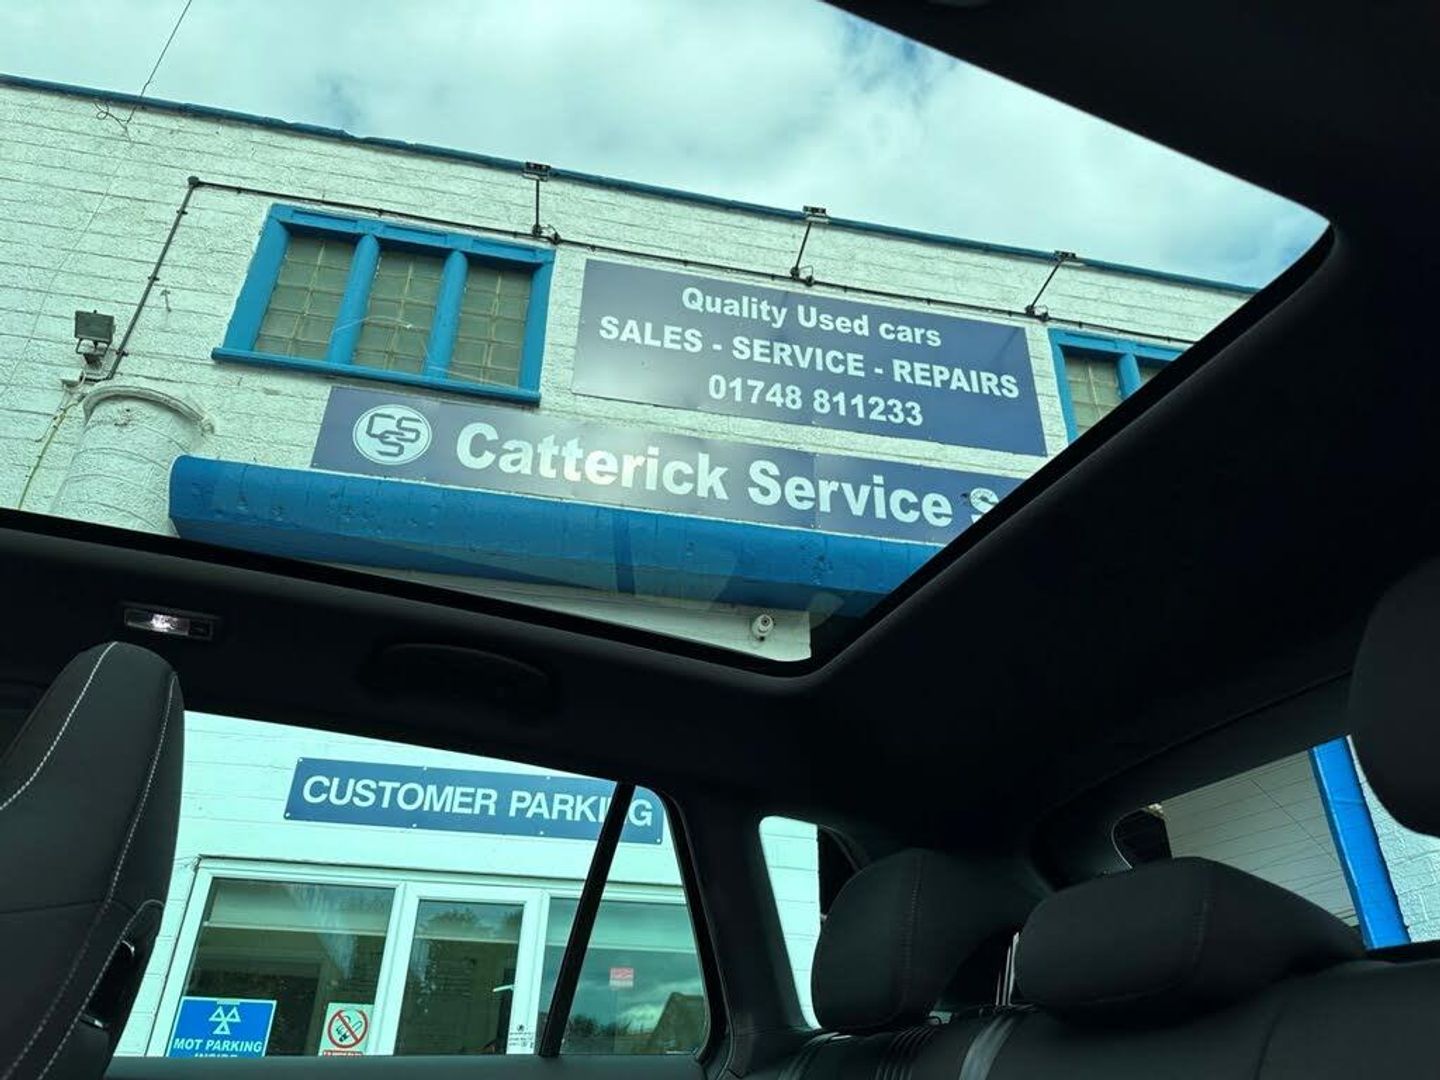 Quality Used cars
SALES - SERVICE - REPAIRS
01748 811233
CSS Catterick Service S
CUSTOMER PARKING
MOT PARKING